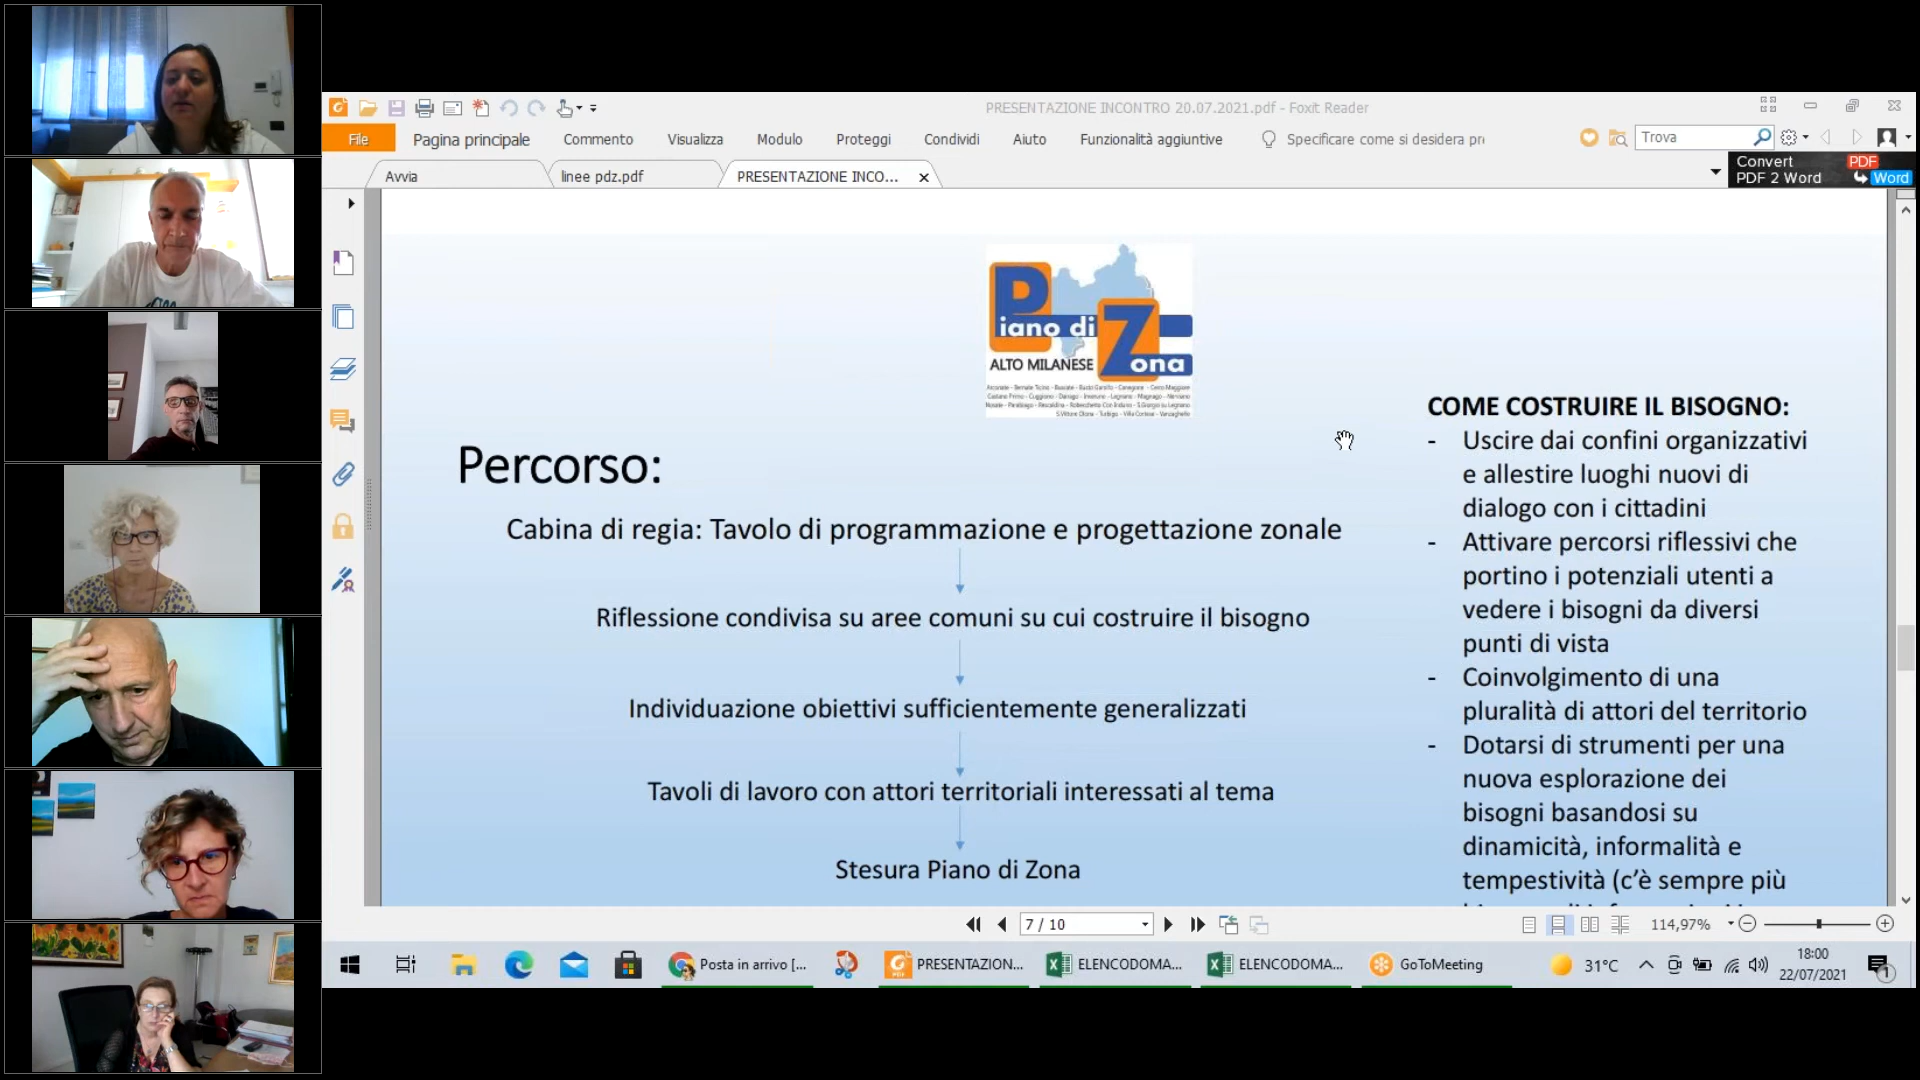 PRESENTAZIONE INCONTRO 20.07.2021.pdf - Foxit Reader
File Pagina principale Commento Visualizza Modulo Proteggi Condividi Aiuto Funzionalità aggiuntive Specificare come si desidera pr
Trova
Convert PDF
PDF 2 Word Word
Avvia linee pdz.pdf PRESENTAZIONE INCO...
Piano di Zona
ALTO MILANESE
Percorso:
Cabina di regia: Tavolo di programmazione e progettazione zonale
Riflessione condivisa su aree comuni su cui costruire il bisogno
Individuazione obiettivi sufficientemente generalizzati
Tavoli di lavoro con attori territoriali interessati al tema
Stesura Piano di Zona
COME COSTRUIRE IL BISOGNO:
- Uscire dai confini organizzativi
e allestire luoghi nuovi di
dialogo con i cittadini
- Attivare percorsi riflessivi che
portino i potenziali utenti a
vedere i bisogni da diversi
punti di vista
- Coinvolgimento di una
pluralità di attori del territorio
- Dotarsi di strumenti per una
nuova esplorazione dei
bisogni basandosi su
dinamicità, informalità e
tempestività (c'è sempre più
7 / 10
114,97%
Posta in arrivo [... PRESENTAZION... ELENCODOMA... ELENCODOMA... GoToMeeting 31°C
18:00
22/07/2021
1